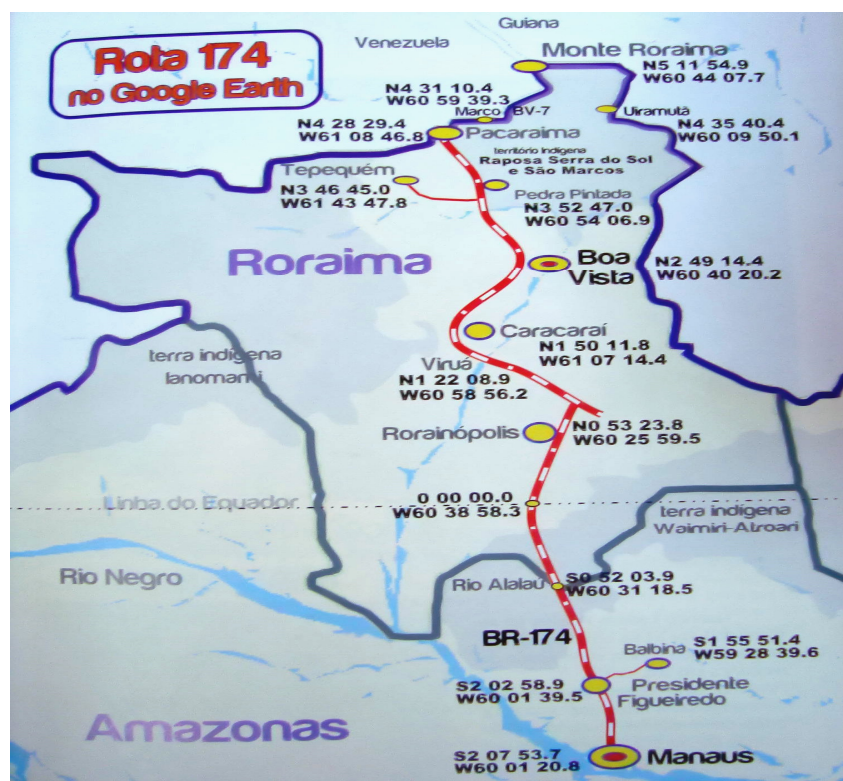 Guiana
Venezuela
Rota 174
no Google Earth
Monte Roraima
N5 11 54.9
W60 44 07.7
N4 31 10.4
W60 59 39.3
Marco BV-7
Uiramutã
N4 35 40.4
W60 09 50.1
N4 28 29.4
W61 08 46.8
Pacaraima
território indígena
Raposa Serra do Sol
e São Marcos
Tepequém
N3 46 45.0
W61 43 47.8
Pedra Pintada
N3 52 47.0
W60 54 06.9
Roraima
Boa
Vista
N2 49 14.4
W60 40 20.2
Caracaraí
N1 50 11.8
W61 07 14.4
terra indígena
Ianomami
Viruá
N1 22 08.9
W60 58 56.2
Rorainópolis
N0 53 23.8
W60 25 59.5
Linha do Equador
0 00 00.0
W60 38 58.3
terra indígena
Waimiri-Atroari
Rio Negro
Rio Alalaú
S0 52 03.9
W60 31 18.5
BR-174
Balbina
S1 55 51.4
W59 28 39.6
S2 02 58.9
W60 01 39.5
Presidente
Figueiredo
Amazonas
S2 07 53.7
W60 01 20.8
Manaus